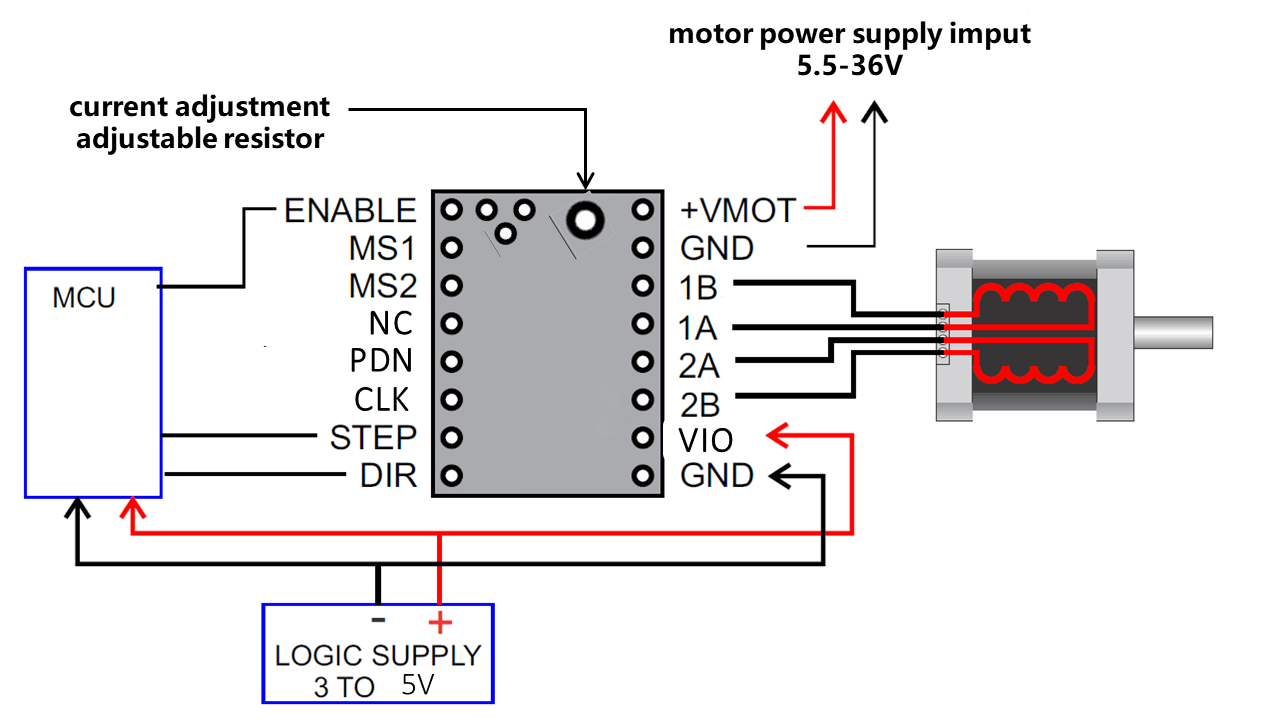 motor power supply imput
5.5-36V
current adjustment
adjustable resistor
ENABLE
MS1
MS2
NC
PDN
CLK
STEP
DIR
+VMOT
GND
1B
1A
2A
2B
VIO
GND
MCU
- +
LOGIC SUPPLY
3 TO 5V